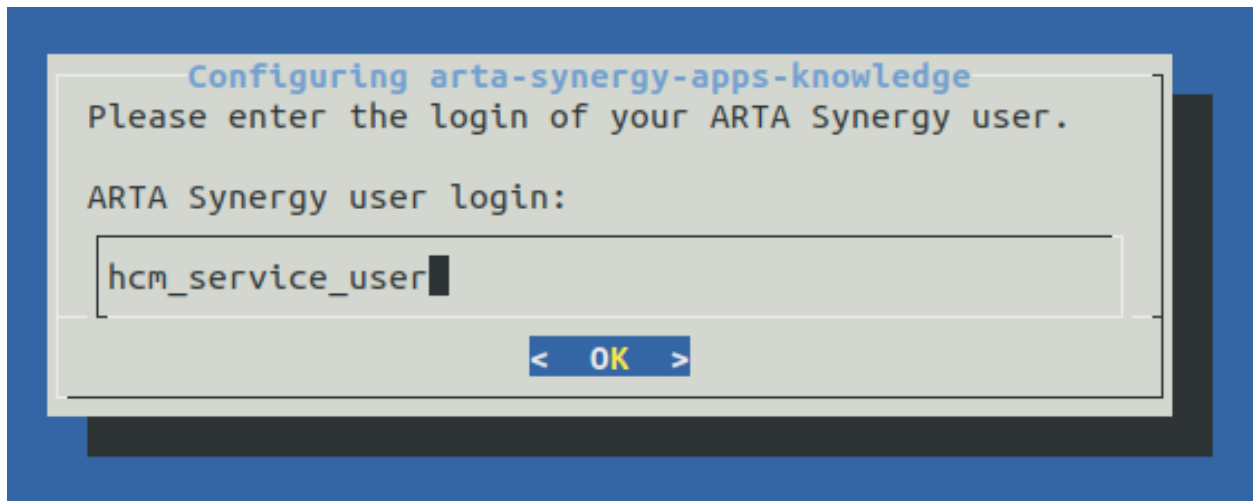 Configuring arta-synergy-apps-knowledge
Please enter the login of your ARTA Synergy user.
ARTA Synergy user login:
hcm_service_user
< OK >